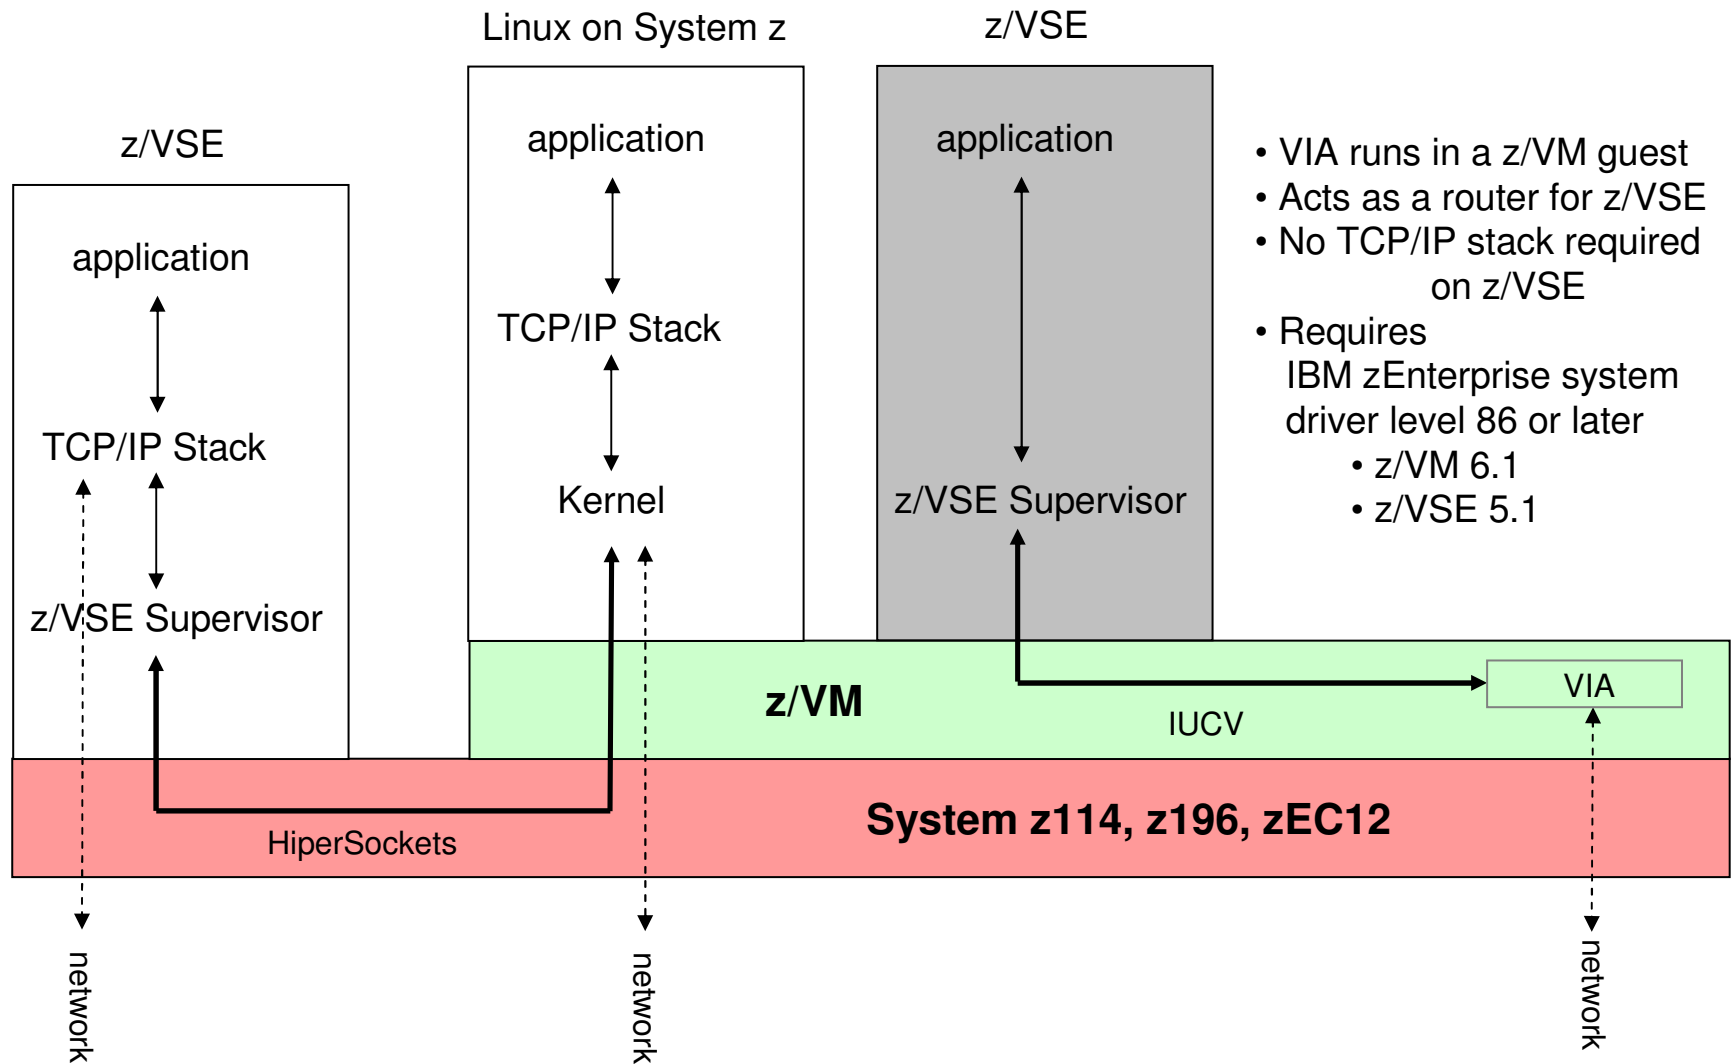 Linux on System z
z/VSE
z/VSE
application
TCP/IP Stack
z/VSE Supervisor
application
TCP/IP Stack
Kernel
application
z/VSE Supervisor
• VIA runs in a z/VM guest
• Acts as a router for z/VSE
• No TCP/IP stack required
on z/VSE
• Requires
IBM zEnterprise system
driver level 86 or later
• z/VM 6.1
• z/VSE 5.1
z/VM
IUCV
VIA
System z114, z196, zEC12
HiperSockets
network
network
network